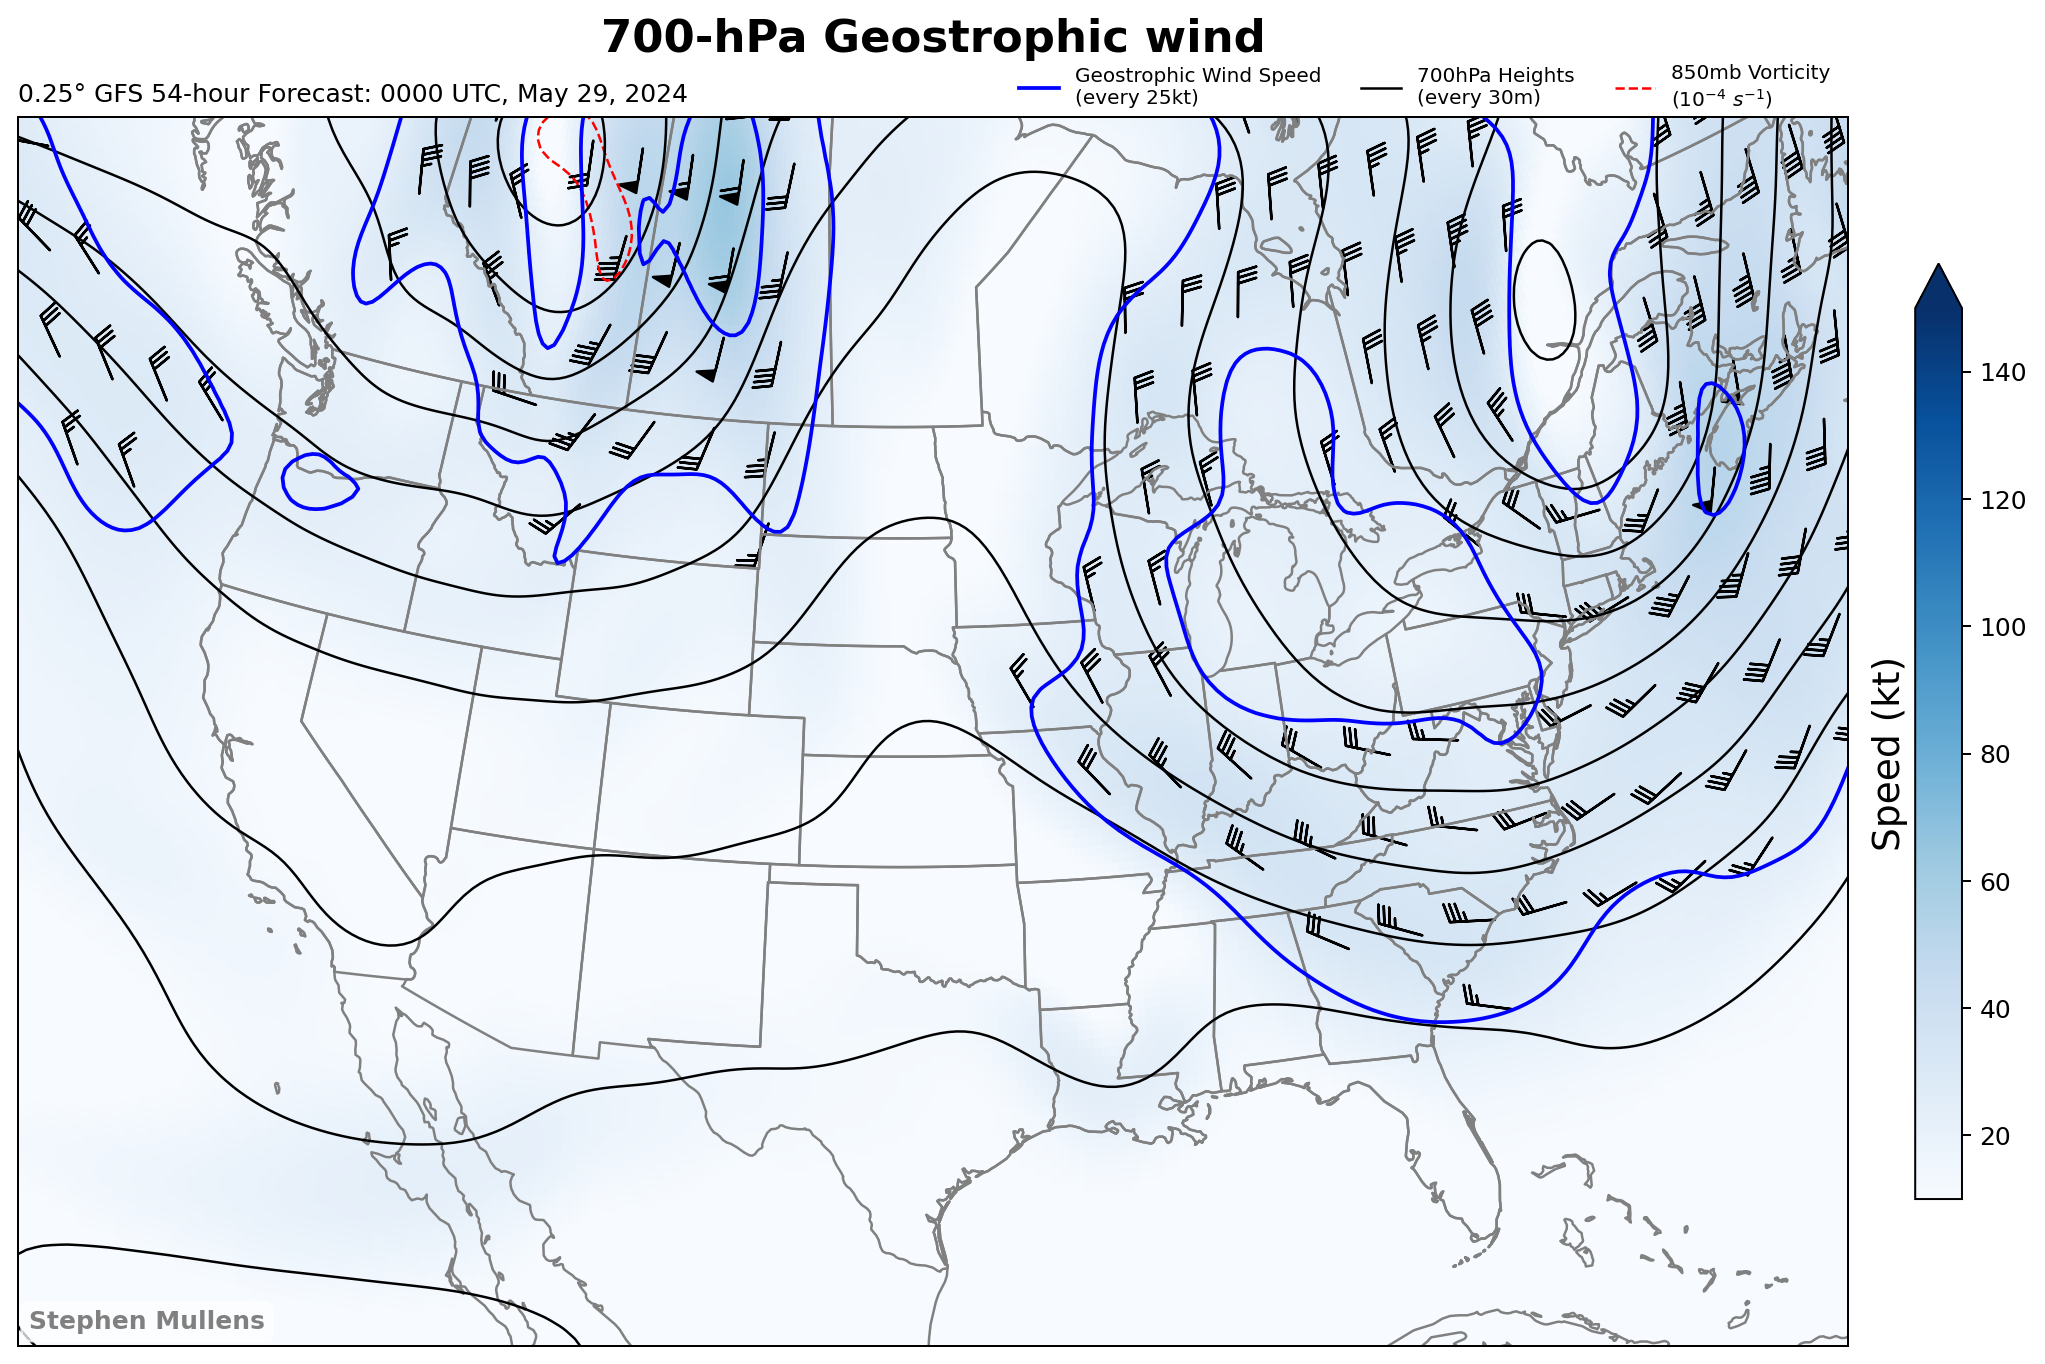 700-hPa Geostrophic wind
0.25° GFS 54-hour Forecast: 0000 UTC, May 29, 2024
Geostrophic Wind Speed
(every 25kt)
700hPa Heights
(every 30m)
850mb Vorticity
(10⁻⁴ s⁻¹)
140
120
100
80
60
40
20
Speed (kt)
Stephen Mullens